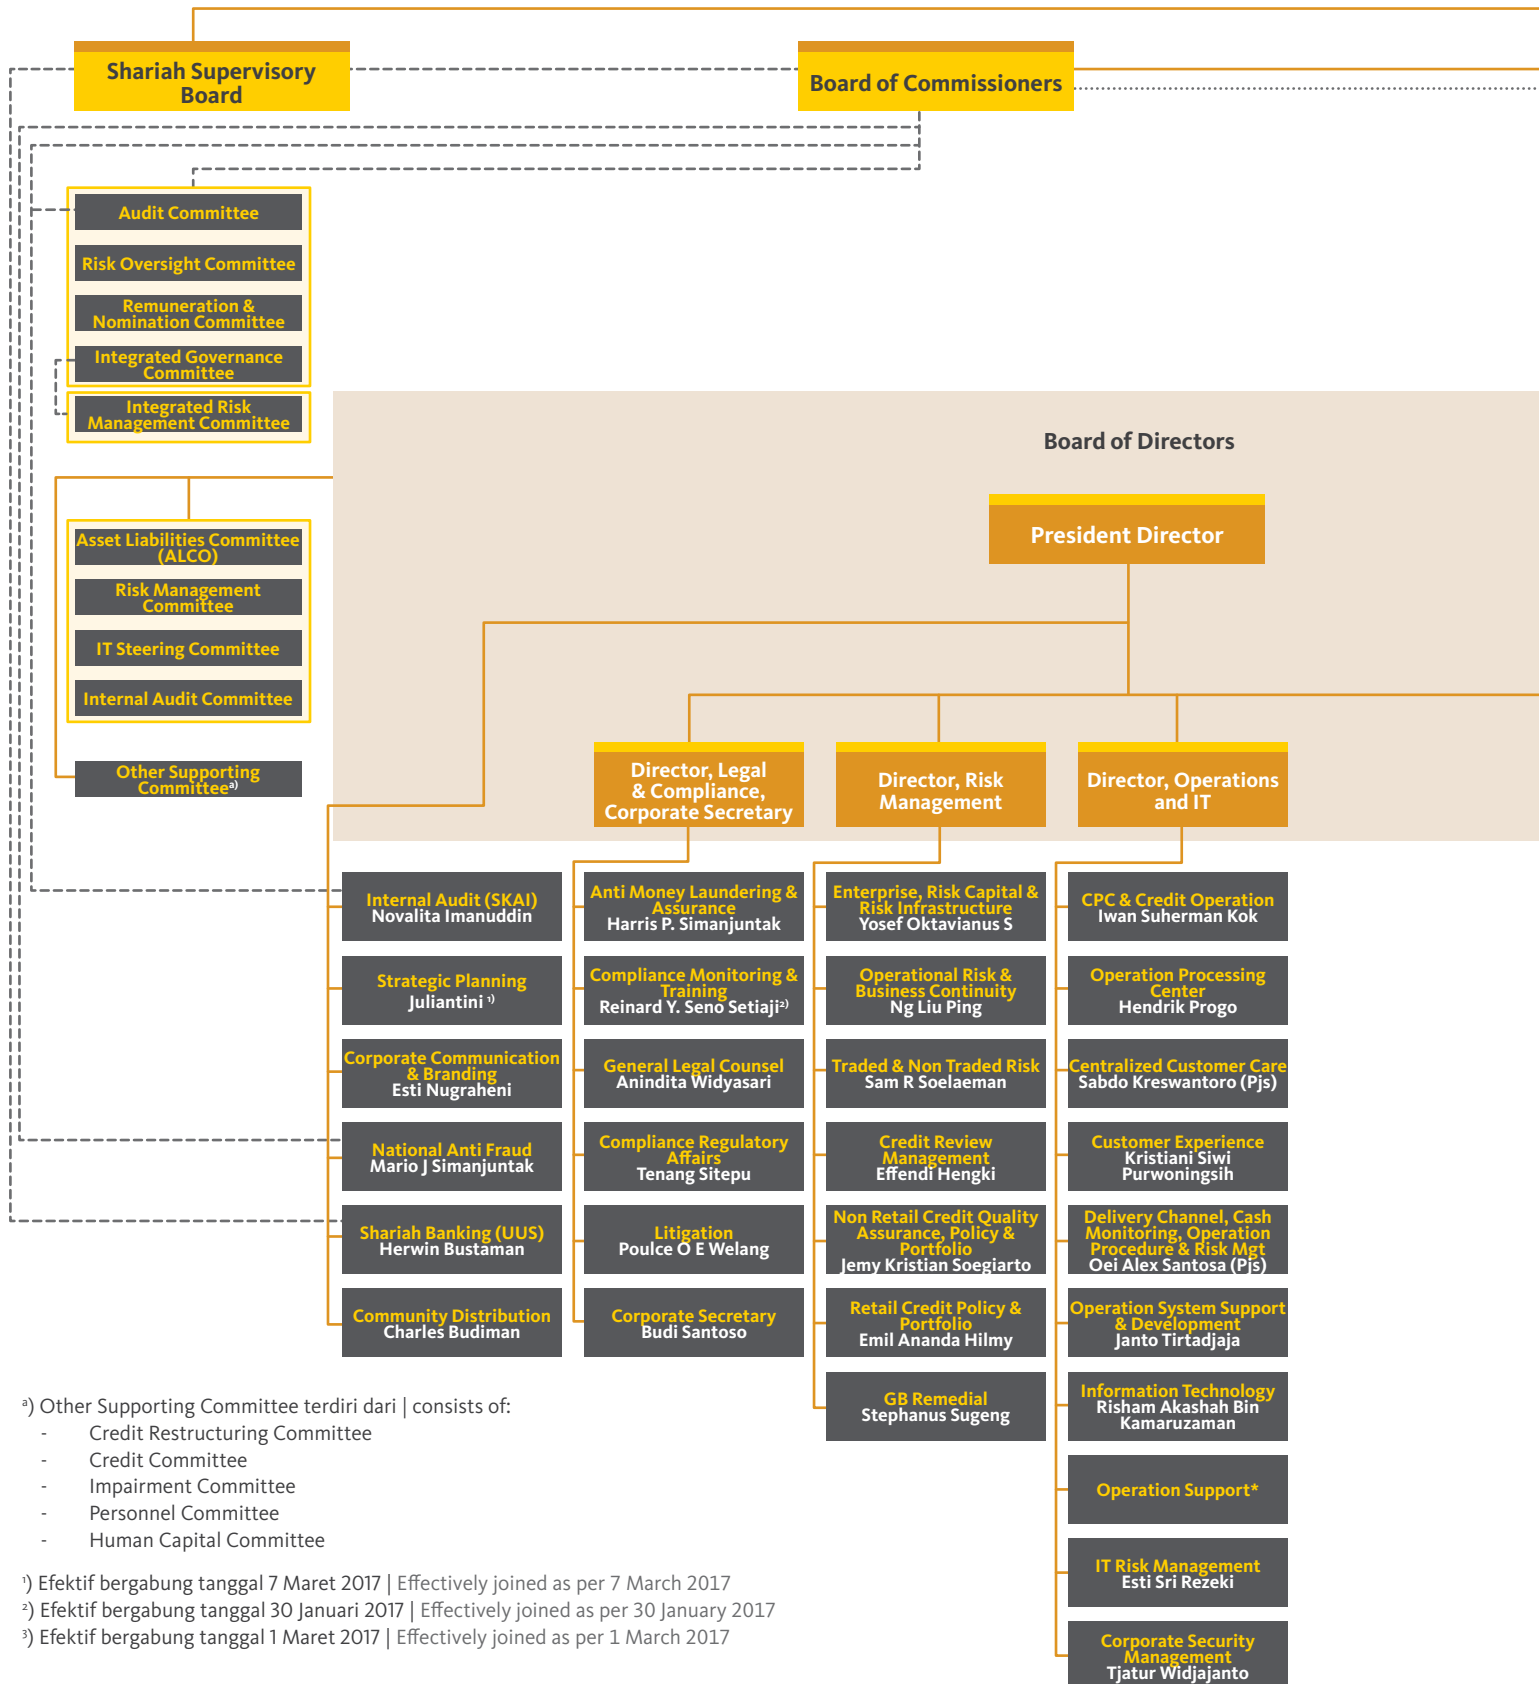 Shariah Supervisory
Board
Board of Commissioners
Audit Committee
Risk Oversight Committee
Remuneration &
Nomination Committee
Integrated Governance
Committee
Integrated Risk
Management Committee
Board of Directors
President Director
Asset Liabilities Committee
(ALCO)
Risk Management
Committee
IT Steering Committee
Internal Audit Committee
Other Supporting
Committeeᵃ⁾
Director, Legal
& Compliance,
Corporate Secretary
Director, Risk
Management
Director, Operations
and IT
Internal Audit (SKAI)
Novalita Imanuddin
Strategic Planning
Juliantini ¹⁾
Corporate Communication
& Branding
Esti Nugraheni
National Anti Fraud
Mario J Simanjuntak
Shariah Banking (UUS)
Herwin Bustaman
Community Distribution
Charles Budiman
Anti Money Laundering &
Assurance
Harris P. Simanjuntak
Compliance Monitoring &
Training
Reinard Y. Seno Setiaji²⁾
General Legal Counsel
Anindita Widyasari
Compliance Regulatory
Affairs
Tenang Sitepu
Litigation
Poulce O E Welang
Corporate Secretary
Budi Santoso
Enterprise, Risk Capital &
Risk Infrastructure
Yosef Oktavianus S
Operational Risk &
Business Continuity
Ng Liu Ping
Traded & Non Traded Risk
Sam R Soelaeman
Credit Review
Management
Effendi Hengki
Non Retail Credit Quality
Assurance, Policy &
Portfolio
Jemy Kristian Soegiarto
Retail Credit Policy &
Portfolio
Emil Ananda Hilmy
GB Remedial
Stephanus Sugeng
CPC & Credit Operation
Iwan Suherman Kok
Operation Processing
Center
Hendrik Progo
Centralized Customer Care
Sabdo Kreswantoro (Pjs)
Customer Experience
Kristiani Siwi
Purwoningsih
Delivery Channel, Cash
Monitoring, Operation
Procedure & Risk Mgt
Oei Alex Santosa (Pjs)
Operation System Support
& Development
Janto Tirtadjaja
Information Technology
Risham Akashah Bin
Kamaruzaman
Operation Support*
IT Risk Management
Esti Sri Rezeki
Corporate Security
Management
Tjatur Widjajanto
ᵃ) Other Supporting Committee terdiri dari | consists of:
- Credit Restructuring Committee
- Credit Committee
- Impairment Committee
- Personnel Committee
- Human Capital Committee
¹) Efektif bergabung tanggal 7 Maret 2017 | Effectively joined as per 7 March 2017
²) Efektif bergabung tanggal 30 Januari 2017 | Effectively joined as per 30 January 2017
³) Efektif bergabung tanggal 1 Maret 2017 | Effectively joined as per 1 March 2017